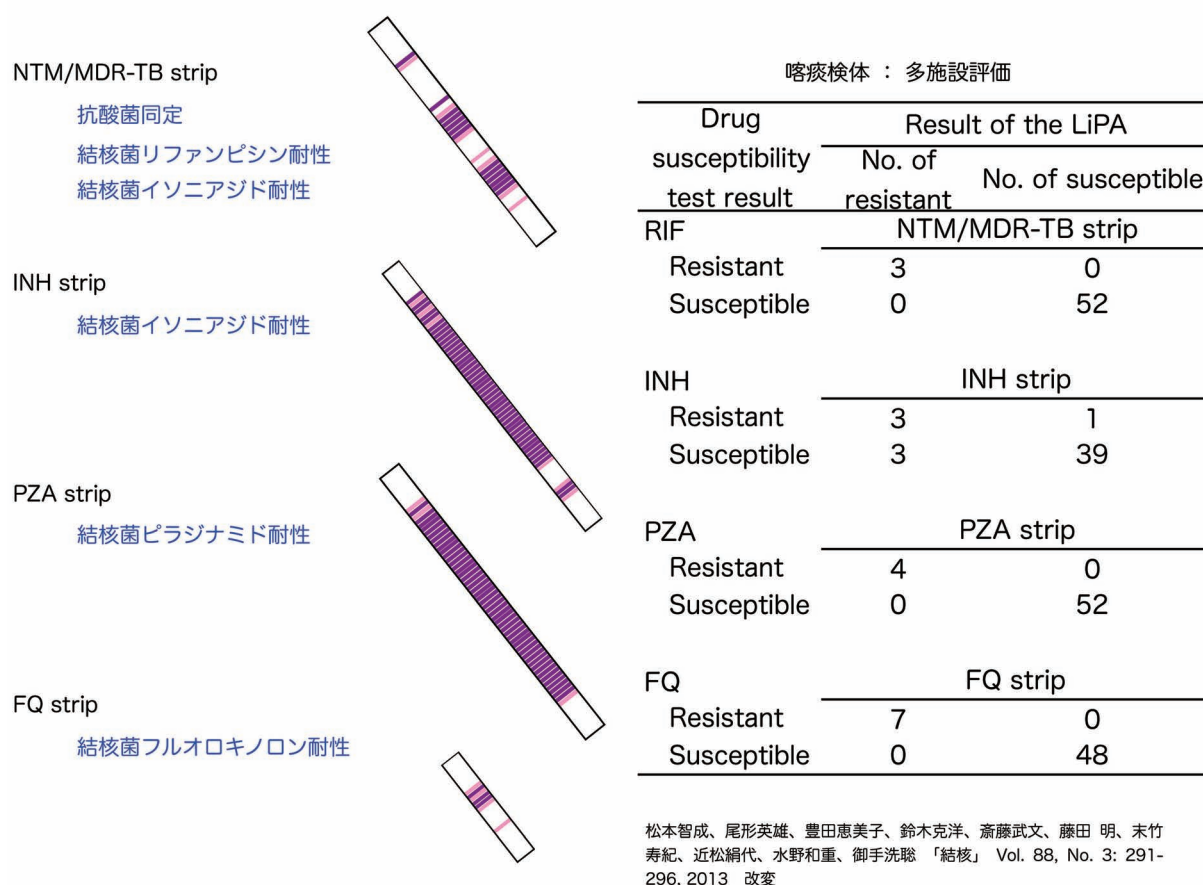 NTM/MDR-TB strip
抗酸菌同定
結核菌リファンピシン耐性
結核菌イソニアジド耐性
INH strip
結核菌イソニアジド耐性
PZA strip
結核菌ピラジナミド耐性
FQ strip
結核菌フルオロキノロン耐性
喀痰検体 : 多施設評価
Drug susceptibility test result
Result of the LiPA
No. of resistant
No. of susceptible
RIF NTM/MDR-TB strip
Resistant 3 0
Susceptible 0 52
INH INH strip
Resistant 3 1
Susceptible 3 39
PZA PZA strip
Resistant 4 0
Susceptible 0 52
FQ FQ strip
Resistant 7 0
Susceptible 0 48
松本智成、尾形英雄、豊田恵美子、鈴木克洋、斎藤武文、藤田 明、末竹
寿紀、近松絹代、水野和重、御手洗聡 「結核」 Vol. 88, No. 3: 291-
296, 2013 改変